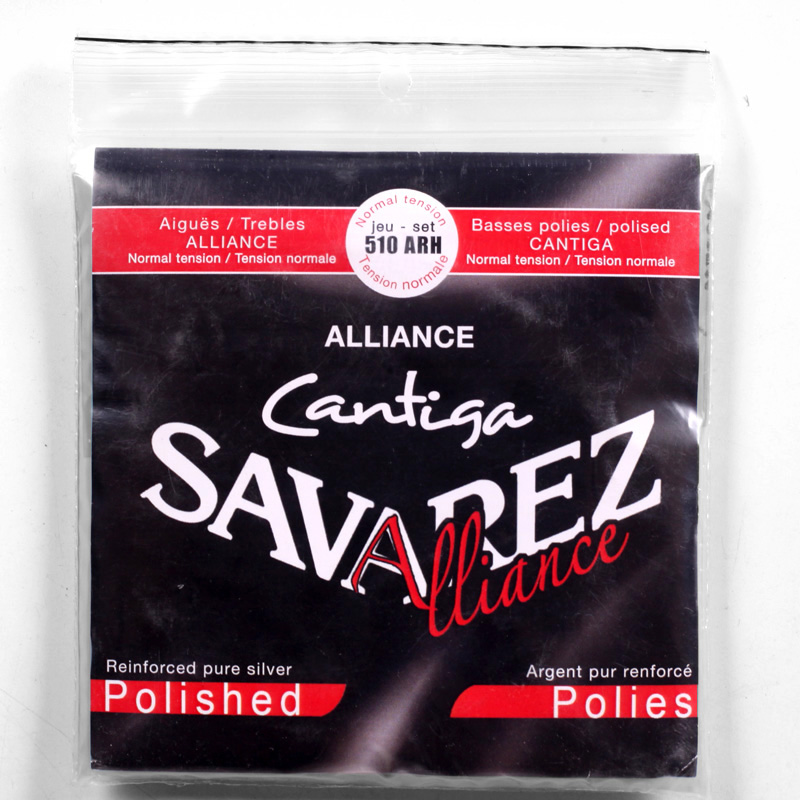 Normal tension
jeu - set
510 ARH
Tension normale
Aiguës / Trebles
ALLIANCE
Normal tension / Tension normale
Basses polies / polised
CANTIGA
Normal tension / Tension normale
ALLIANCE
Cantiga
SAVAREZ
Alliance
Reinforced pure silver
Polished
Argent pur renforcé
Polies